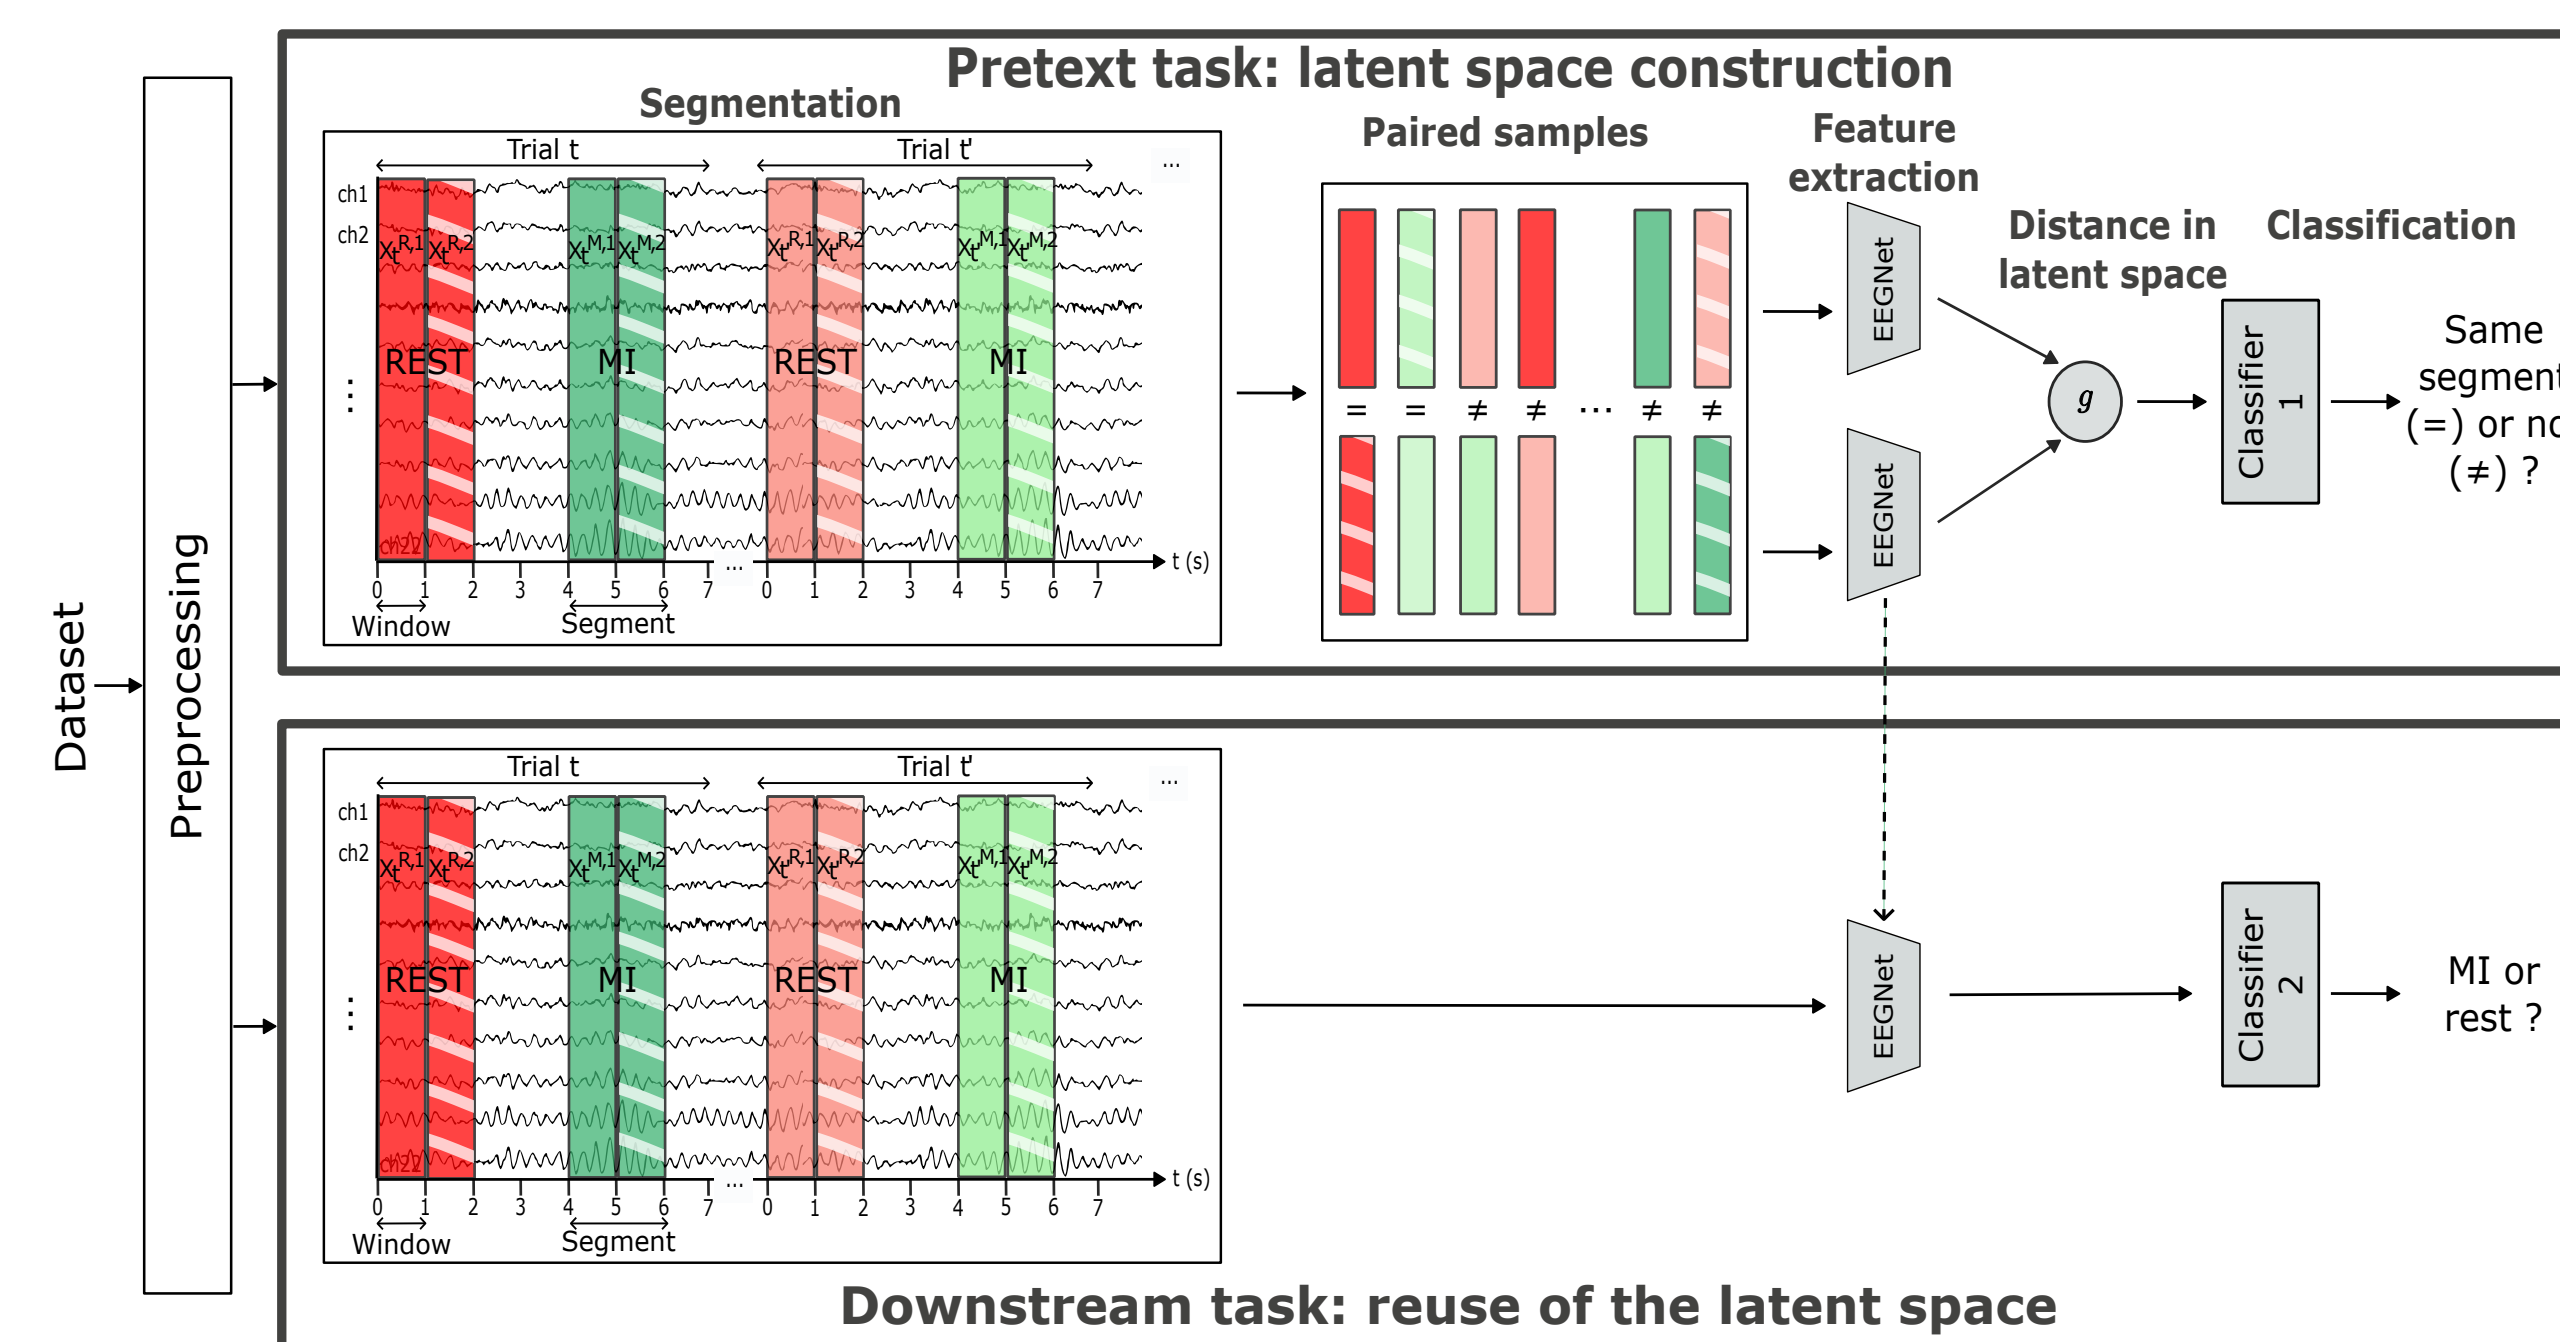 Pretext task: latent space construction
Segmentation
Paired samples
Feature
extraction
Distance in
latent space
Classification
Trial t
Trial t'
...
ch1
ch2
⋮
ch22
Xt^R,1 Xt^R,2 Xt^M,1 Xt^M,2 Xt^R,1 Xt^R,2 Xt^M,1 Xt^M,2
REST MI REST MI
t (s)
0 1 2 3 4 5 6 7 ... 0 1 2 3 4 5 6 7
Window
Segment
= = ≠ ≠ ... ≠ ≠
EEGNet
EEGNet
g
Classifier
1
Same
segment
(=) or no
(≠) ?
Dataset
Preprocessing
Trial t
Trial t'
...
ch1
ch2
⋮
ch22
Xt^R,1 Xt^R,2 Xt^M,1 Xt^M,2 Xt^R,1 Xt^R,2 Xt^M,1 Xt^M,2
REST MI REST MI
t (s)
0 1 2 3 4 5 6 7 ... 0 1 2 3 4 5 6 7
Window
Segment
EEGNet
Classifier
2
MI or
rest ?
Downstream task: reuse of the latent space